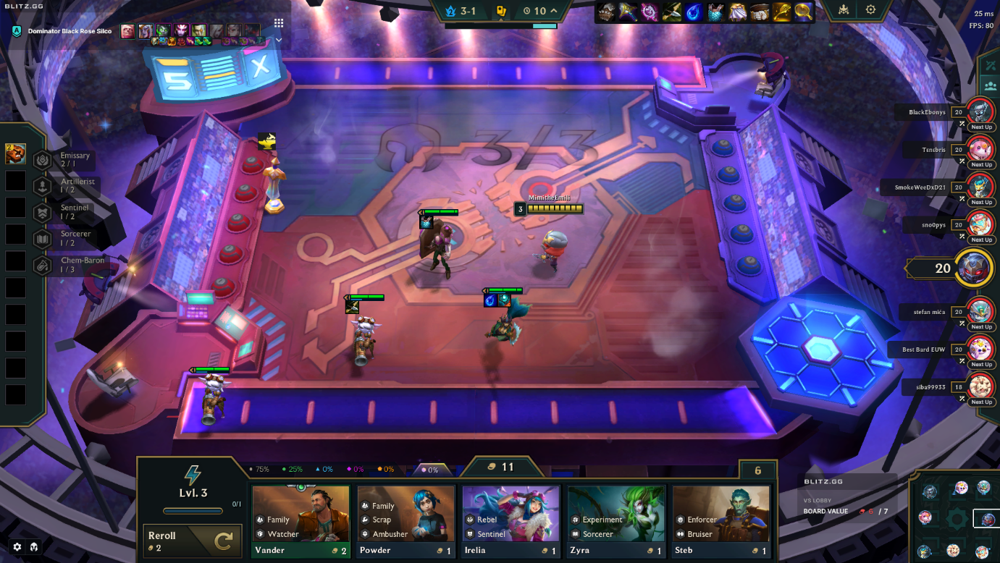 BLITZ.GG
3-1
10
25 ms
FPS: 80
Dominator Black Rose Silco
S X
3/3
BlackEbonys 20
Next Up
Tenebris 20
Next Up
SmokeWeeDxD21 20
Next Up
sno0pys 20
Next Up
20
stefan mića 20
Next Up
Best Bard EUW 20
Next Up
siba99933 18
Next Up
2
Emissary
2 / 1
Artillerist
1 / 2
Sentinel
1 / 2
Sorcerer
1 / 2
Chem-Baron
1 / 3
MimitheEmili
3
75% 25% 0% 0% 0% 0%
11
6
Lvl. 3
0/1
Reroll
2
Family
Watcher
Vander 2
Family
Scrap
Ambusher
Powder 1
Rebel
Sentinel
Irelia 1
Experiment
Sorcerer
Zyra 1
Enforcer
Bruiser
Steb 1
BLITZ.GG
VS LOBBY
BOARD VALUE 6 / 7